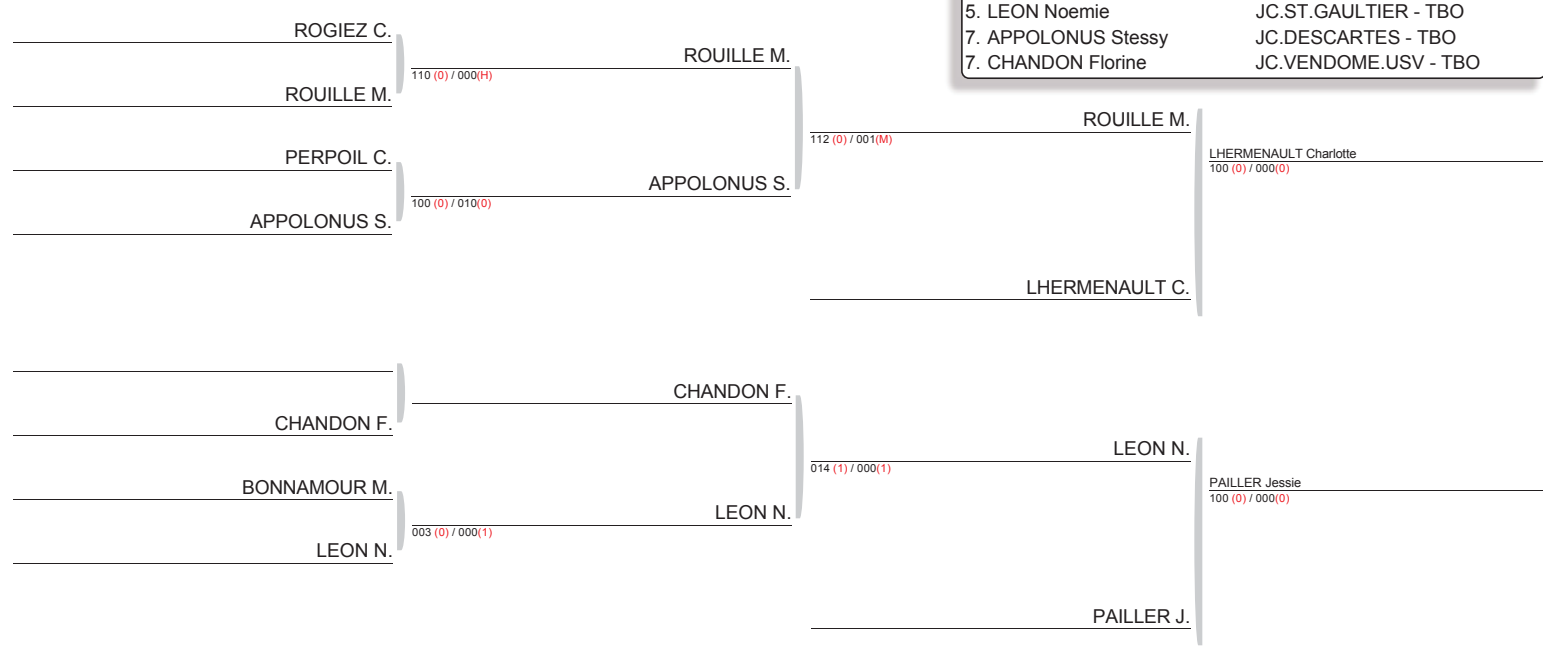 5. LEON Noemie JC.ST.GAULTIER - TBO
7. APPOLONUS Stessy JC.DESCARTES - TBO
7. CHANDON Florine JC.VENDOME.USV - TBO
ROGIEZ C.
ROUILLE M.
110 (0) / 000(H)
ROUILLE M.
ROUILLE M.
112 (0) / 001(M)
LHERMENAULT Charlotte
100 (0) / 000(0)
PERPOIL C.
APPOLONUS S.
100 (0) / 010(0)
APPOLONUS S.
LHERMENAULT C.
CHANDON F.
CHANDON F.
LEON N.
014 (1) / 000(1)
PAILLER Jessie
100 (0) / 000(0)
BONNAMOUR M.
LEON N.
003 (0) / 000(1)
LEON N.
PAILLER J.